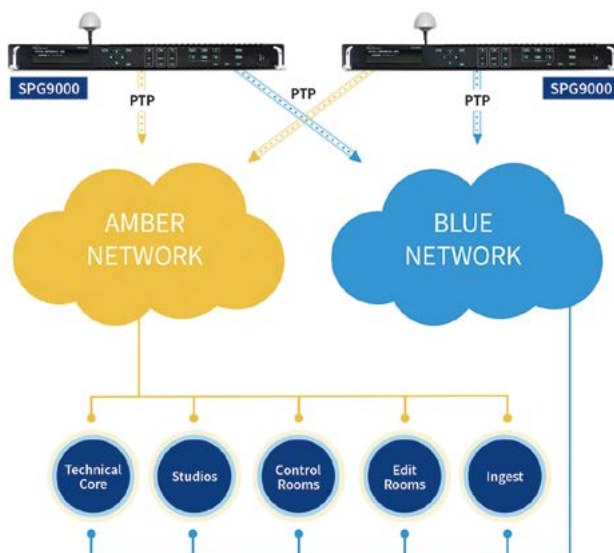 SPG9000
PTP
PTP
PTP
SPG9000
AMBER
NETWORK
BLUE
NETWORK
Technical
Core
Studios
Control
Rooms
Edit
Rooms
Ingest